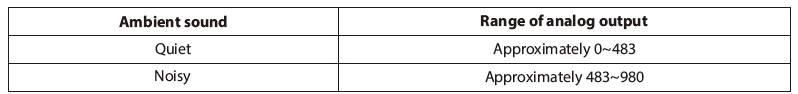 Ambient sound Range of analog output
Quiet Approximately 0~483
Noisy Approximately 483~980